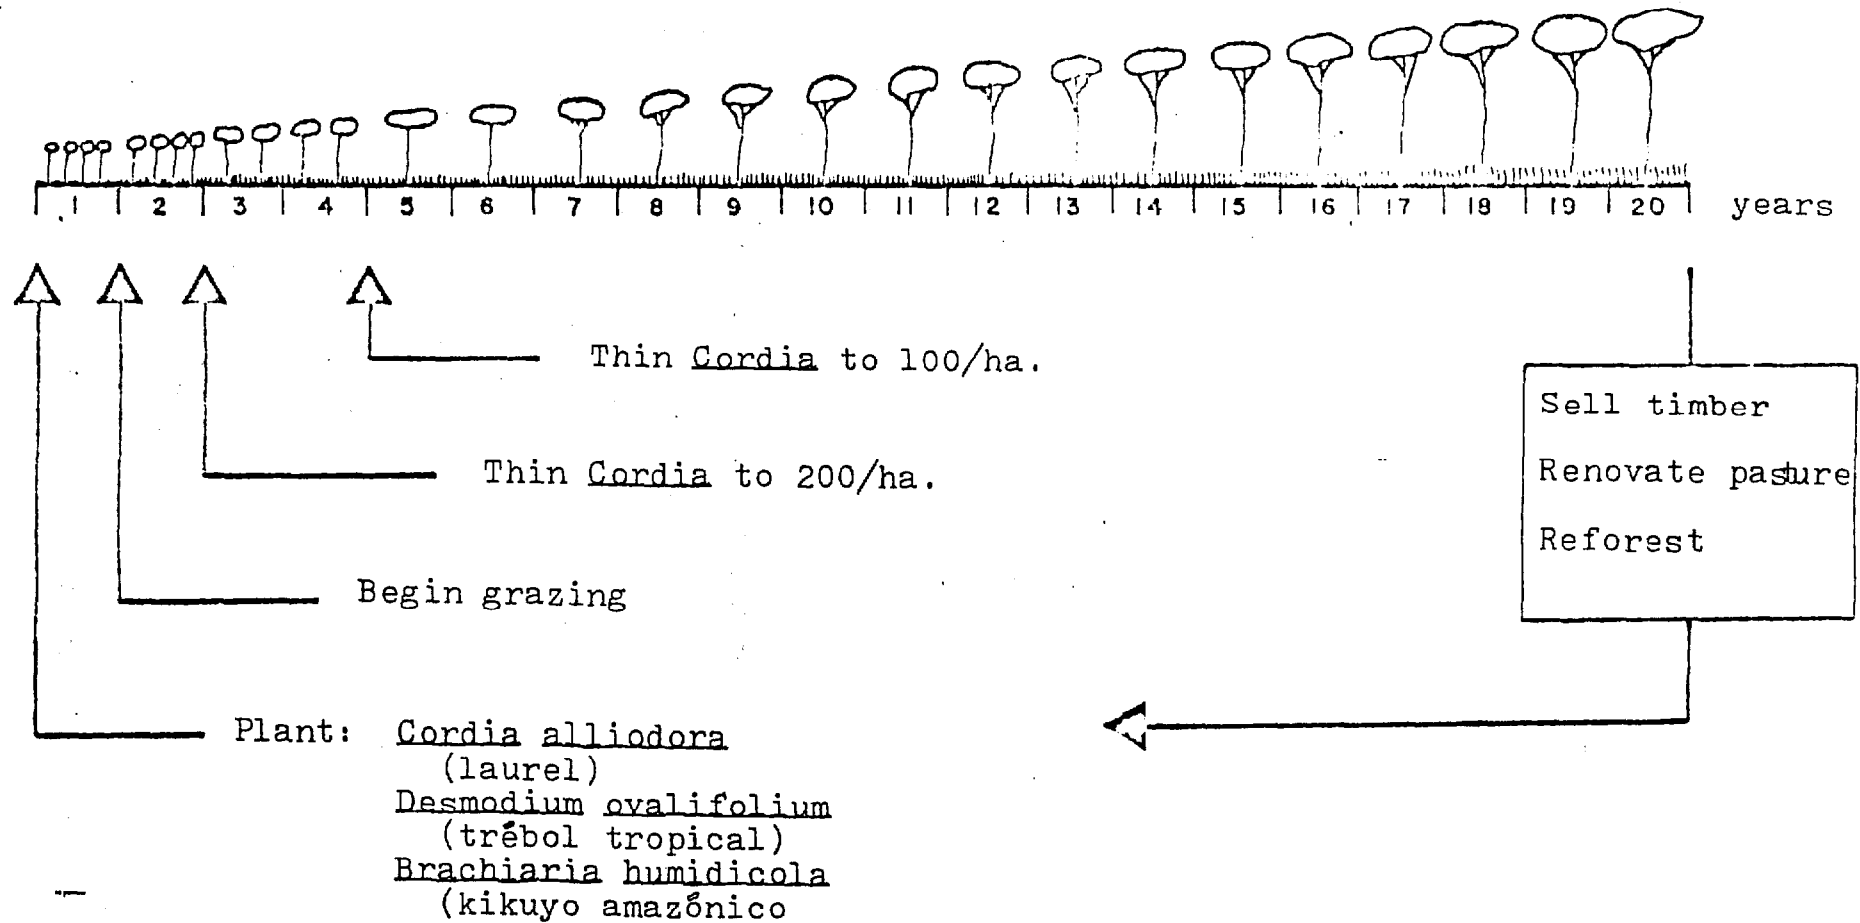 1 2 3 4 5 6 7 8 9 10 11 12 13 14 15 16 17 18 19 20 years
Thin Cordia to 100/ha.
Sell timber
Thin Cordia to 200/ha.
Renovate pasture
Reforest
Begin grazing
Plant: Cordia alliodora
(laurel)
Desmodium ovalifolium
(trébol tropical)
Brachiaria humidicola
(kikuyo amazónico